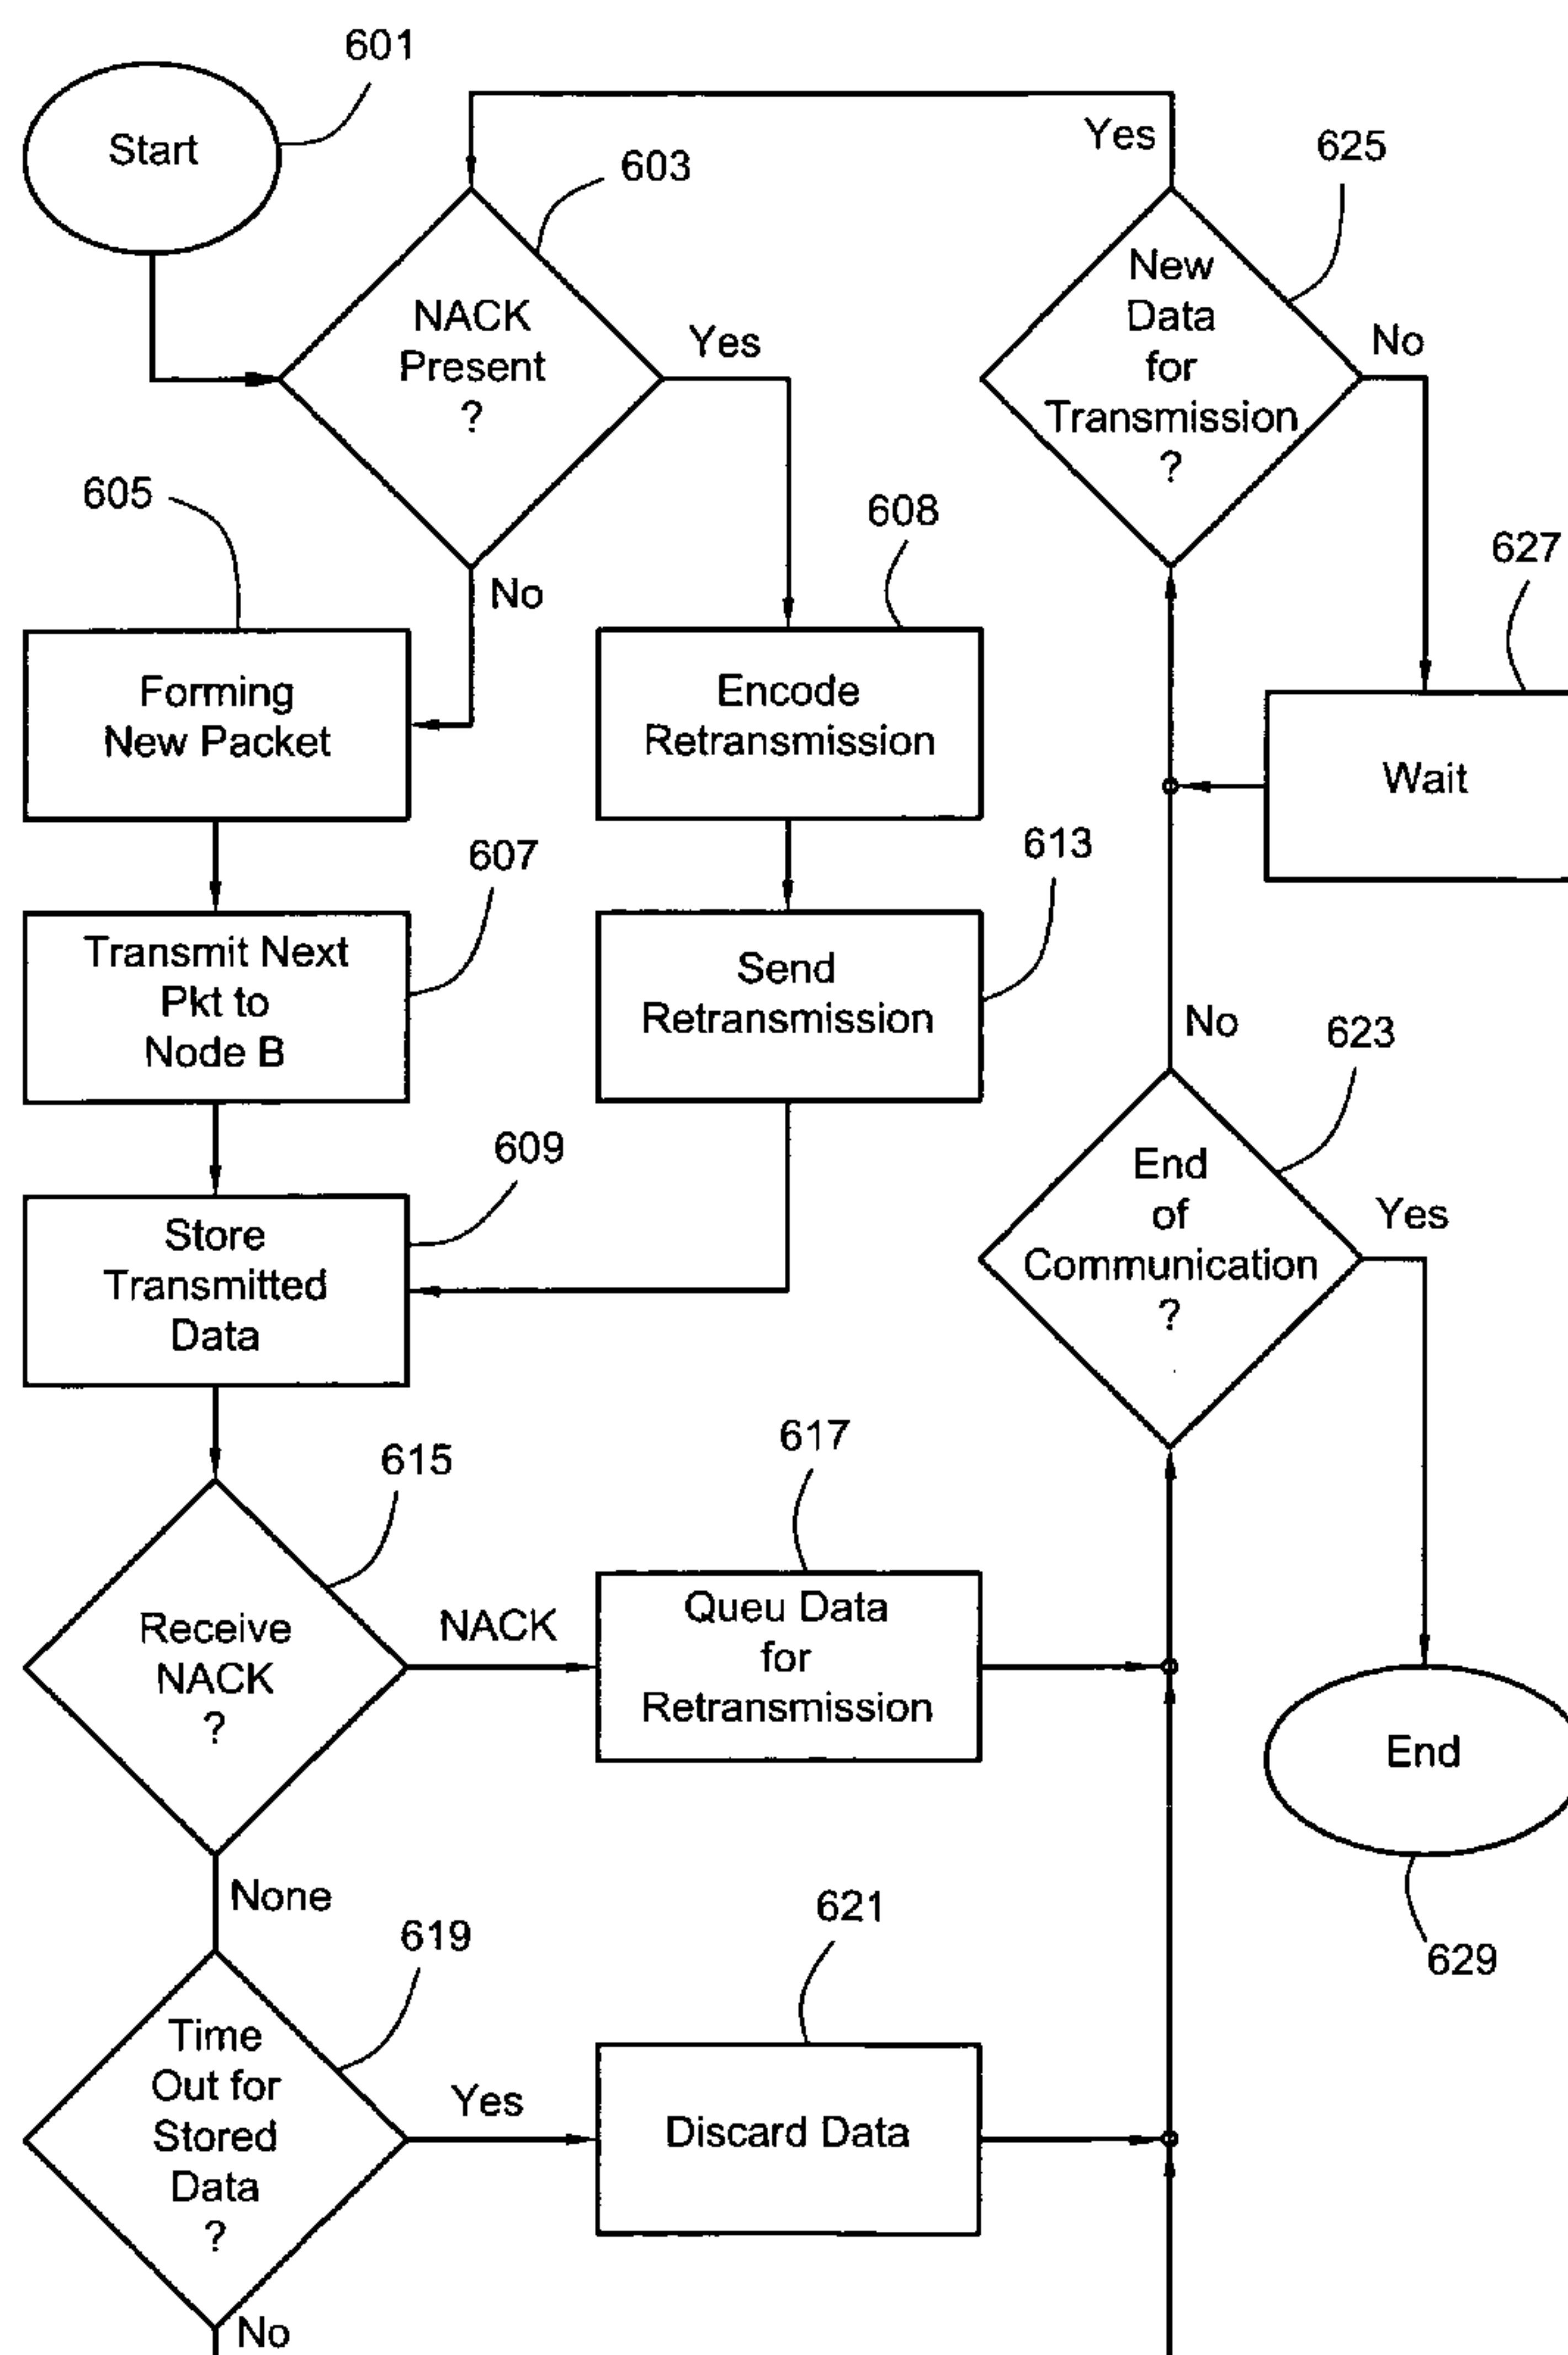 601
Start
603
NACK
Present
?
Yes
No
605
Forming
New Packet
608
Encode
Retransmission
607
Transmit Next
Pkt to
Node B
613
Send
Retransmission
609
Store
Transmitted
Data
615
Receive
NACK
?
NACK
None
617
Queu Data
for
Retransmission
619
Time
Out for
Stored
Data
?
Yes
No
621
Discard Data
623
End
of
Communication
?
Yes
No
625
New
Data
for
Transmission
?
Yes
No
627
Wait
End
629